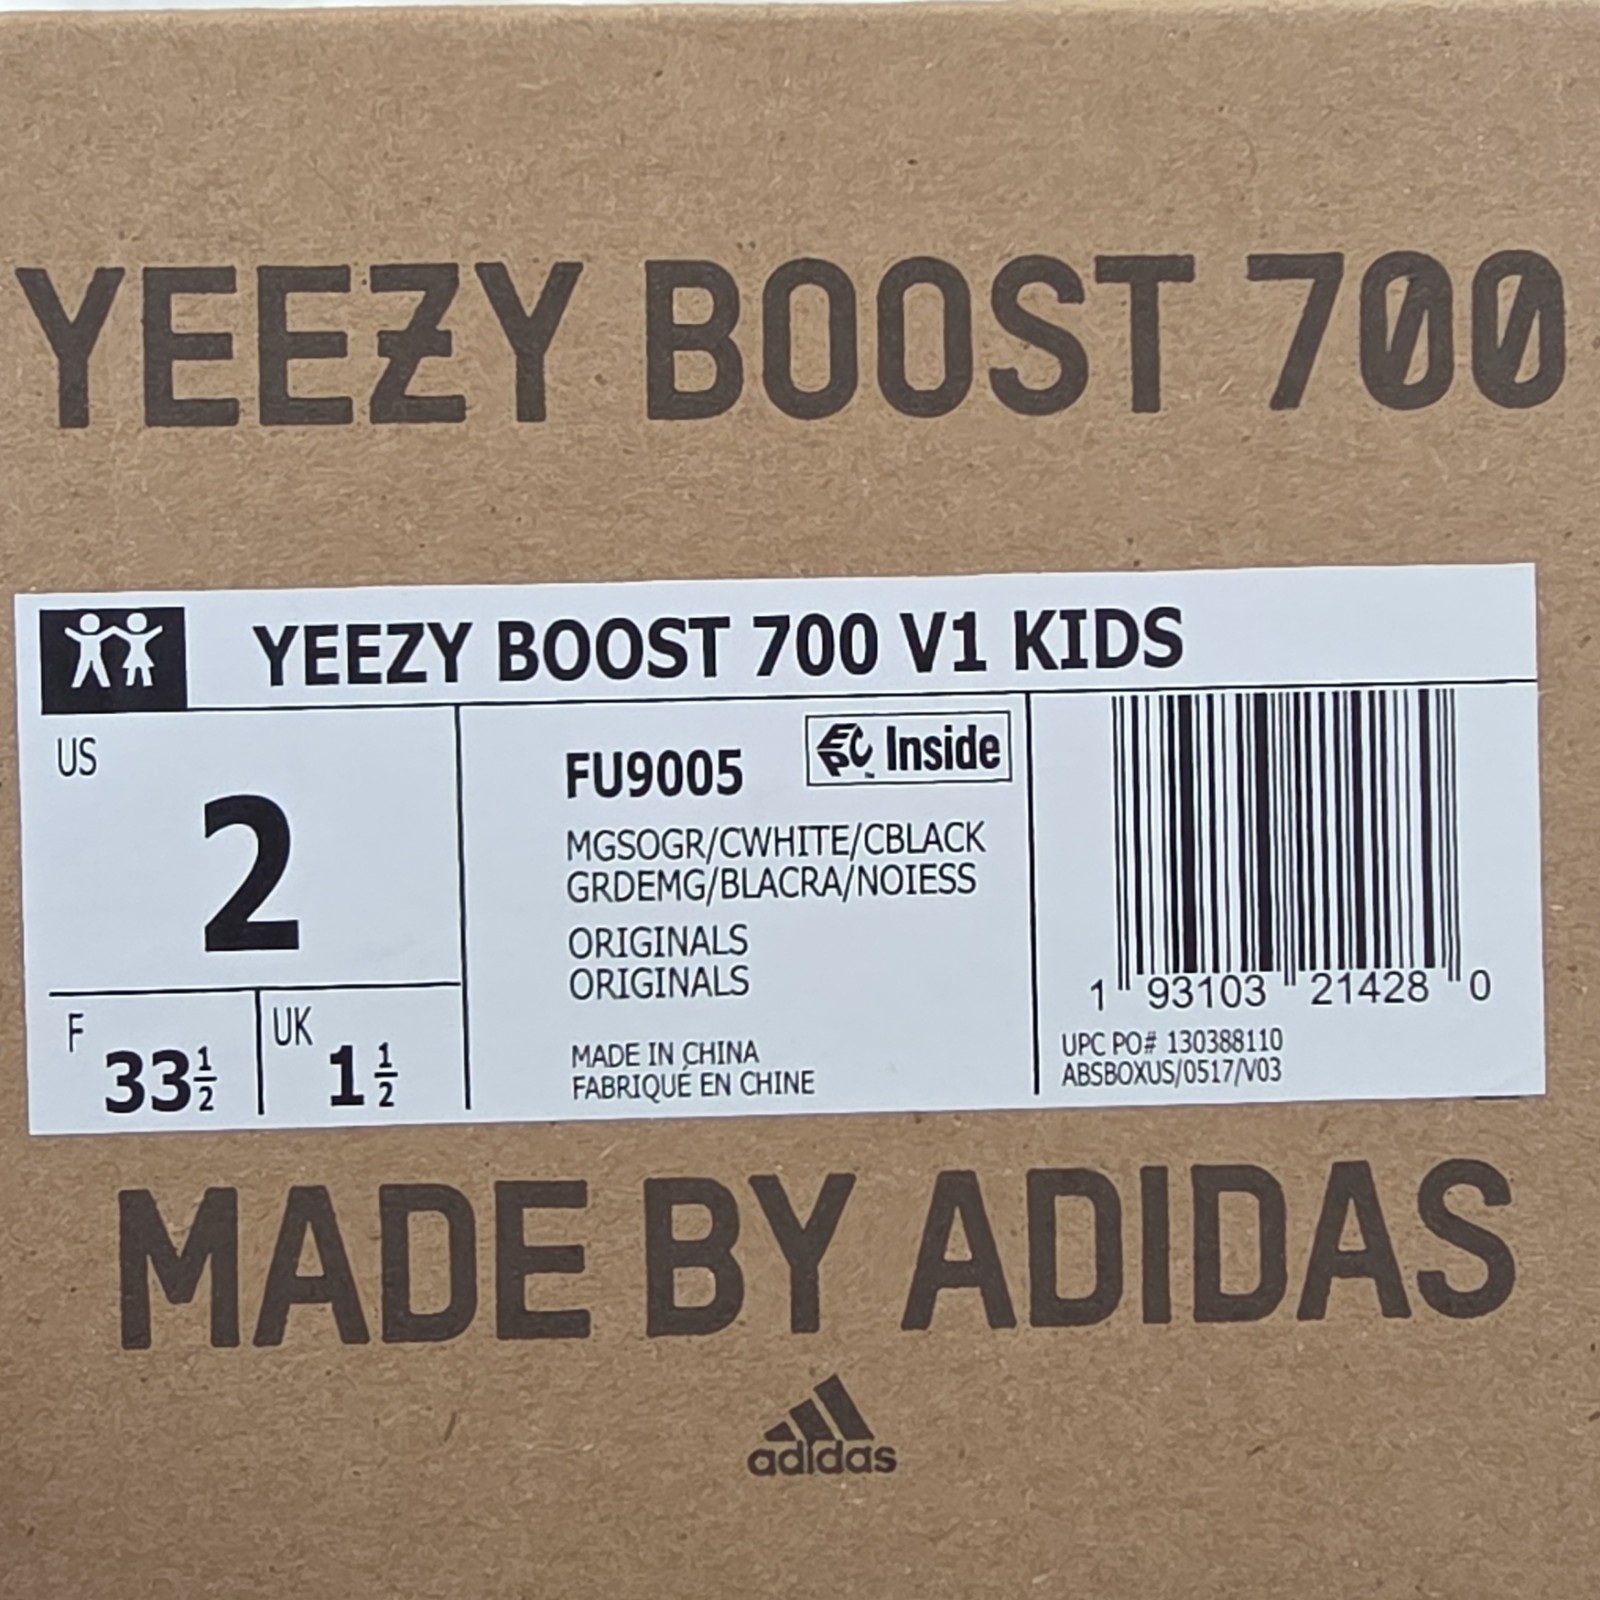 YEEZY BOOST 700
YEEZY BOOST 700 V1 KIDS
US
2
F
33 1/2
UK
1 1/2
FU9005
EPC™ Inside
MGSOGR/CWHITE/CBLACK
GRDEMG/BLACRA/NOIESS
ORIGINALS
ORIGINALS
MADE IN CHINA
FABRIQUÉ EN CHINE
1 93103 21428 0
UPC PO# 130388110
ABSBOXUS/0517/V03
MADE BY ADIDAS
adidas